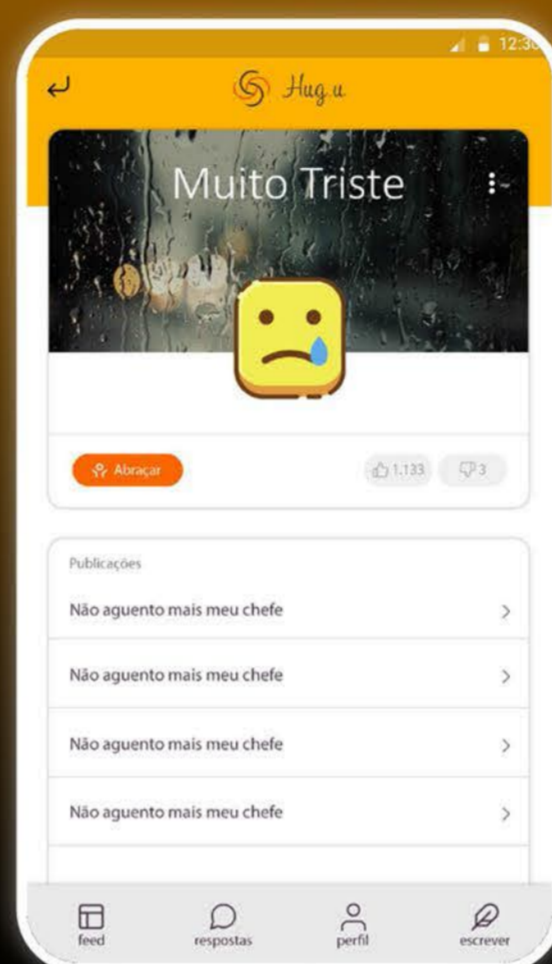 12:30
Hug.u
Muito Triste
Abraçar
1.133
3
Publicações
Não aguento mais meu chefe
Não aguento mais meu chefe
Não aguento mais meu chefe
Não aguento mais meu chefe
feed
respostas
perfil
escrever